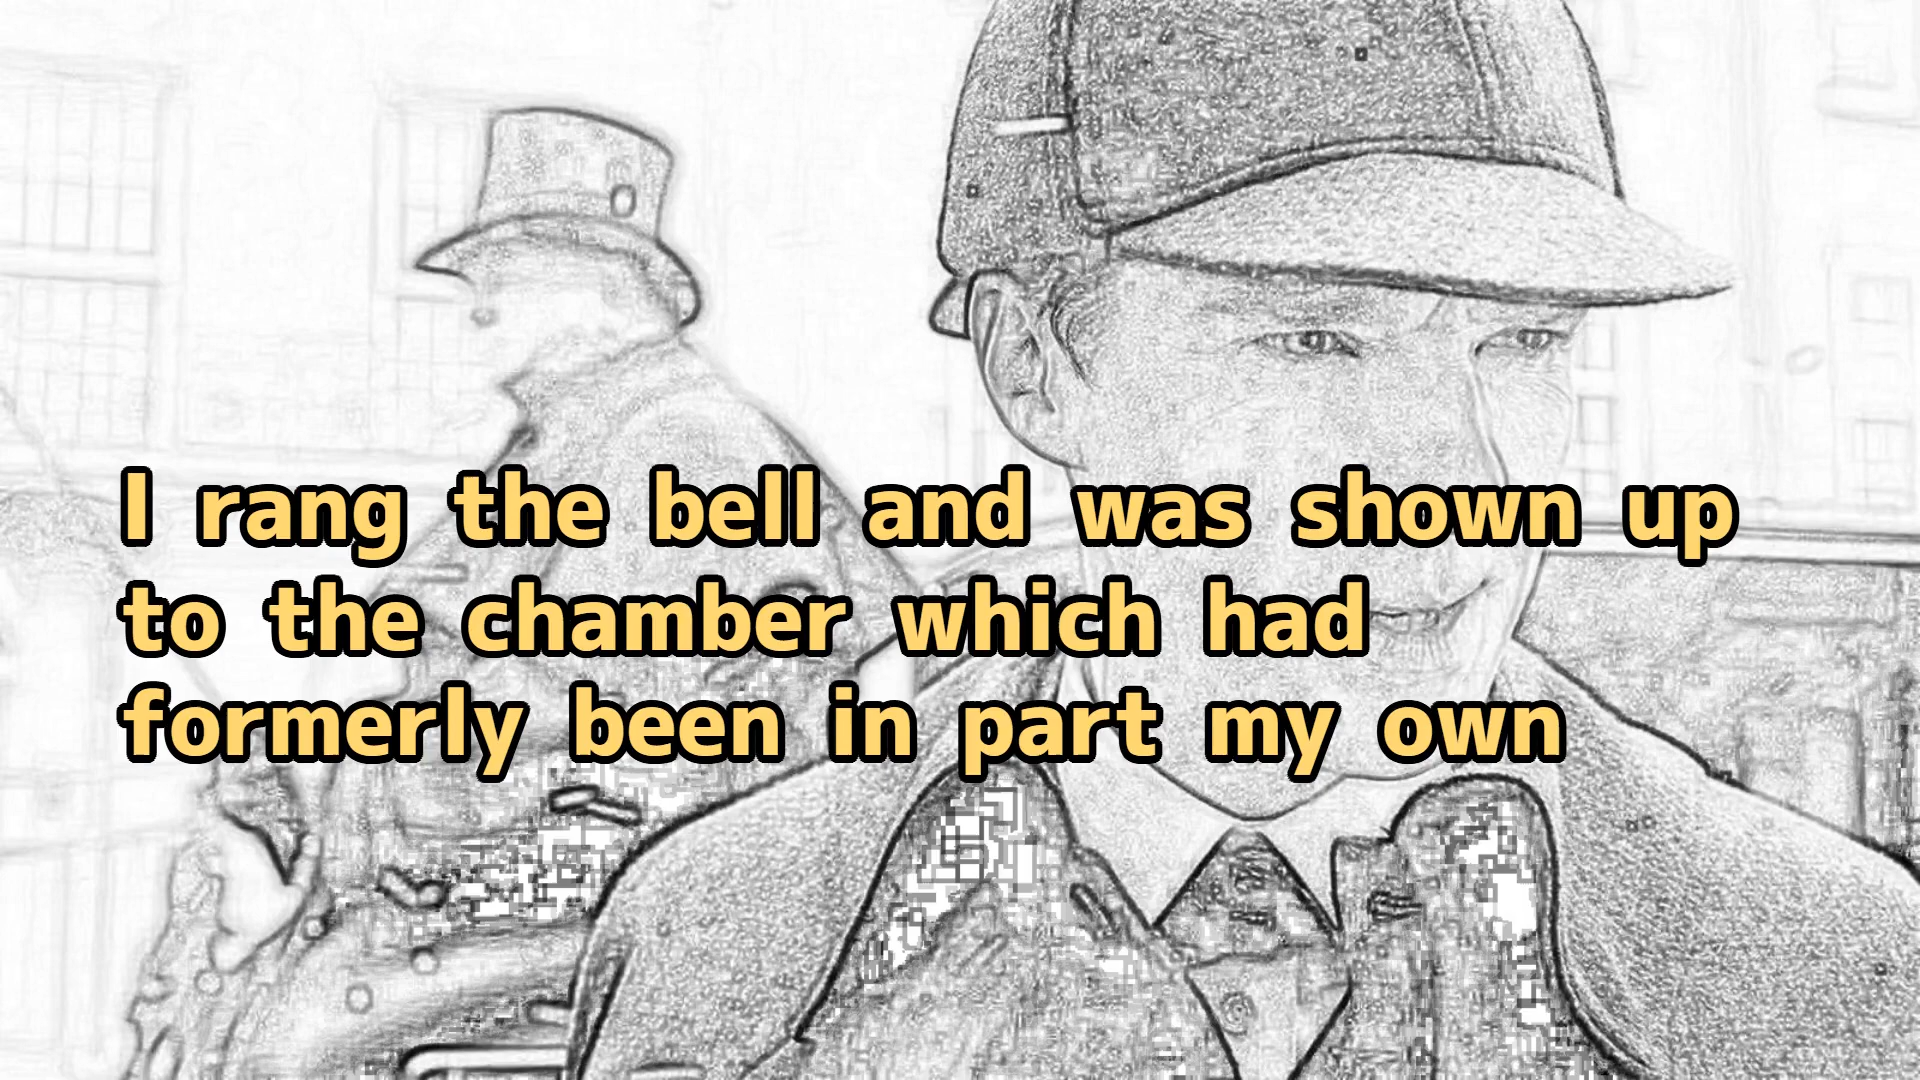 I rang the bell and was shown up
to the chamber which had
formerly been in part my own